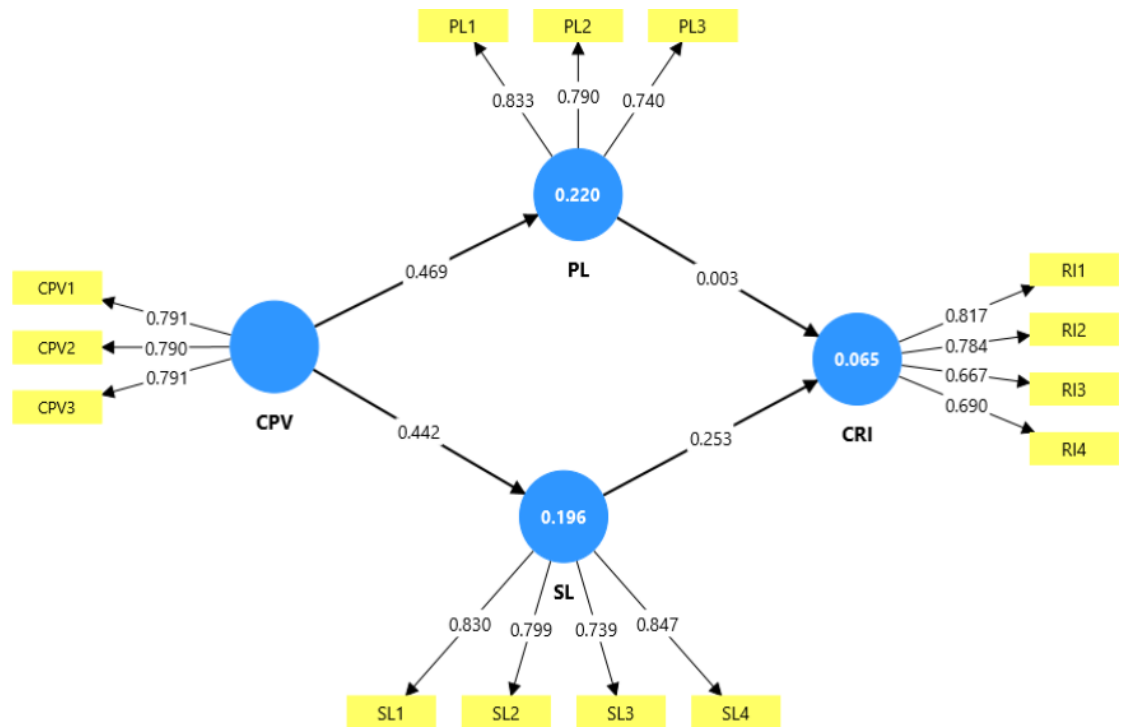 PL1 PL2 PL3
0.833 0.790 0.740
0.220
PL
CPV1
CPV2
CPV3
0.791
0.790
0.791
CPV
0.469
0.442
0.003
0.253
0.065
CRI
0.817
0.784
0.667
0.690
RI1
RI2
RI3
RI4
0.196
SL
0.830 0.799 0.739 0.847
SL1 SL2 SL3 SL4